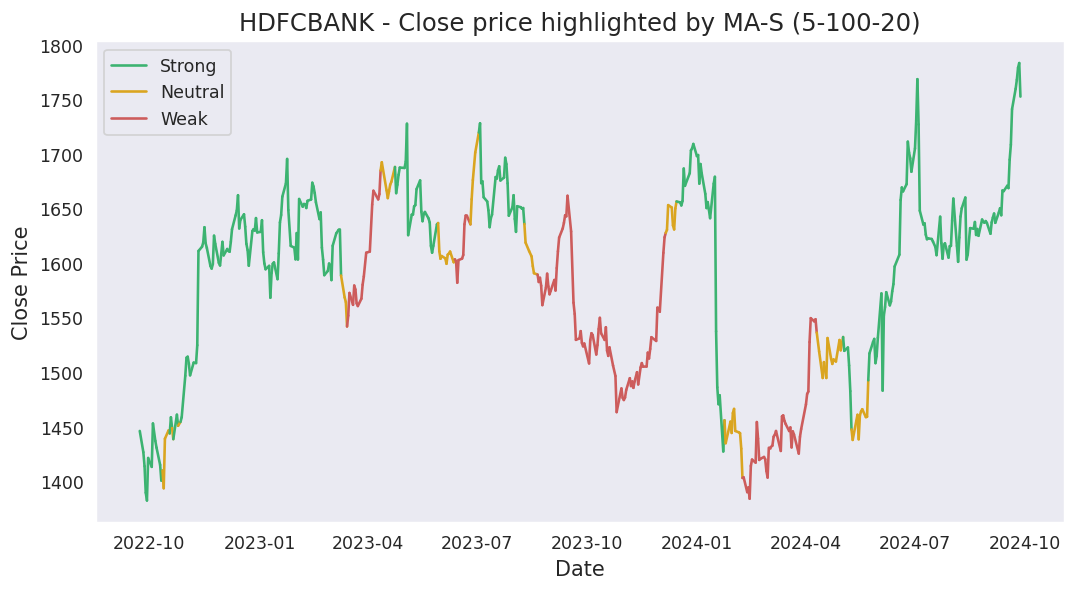 HDFCBANK - Close price highlighted by MA-S (5-100-20)
Strong
Neutral
Weak
Close Price
1800
1750
1700
1650
1600
1550
1500
1450
1400
2022-10 2023-01 2023-04 2023-07 2023-10 2024-01 2024-04 2024-07 2024-10
Date